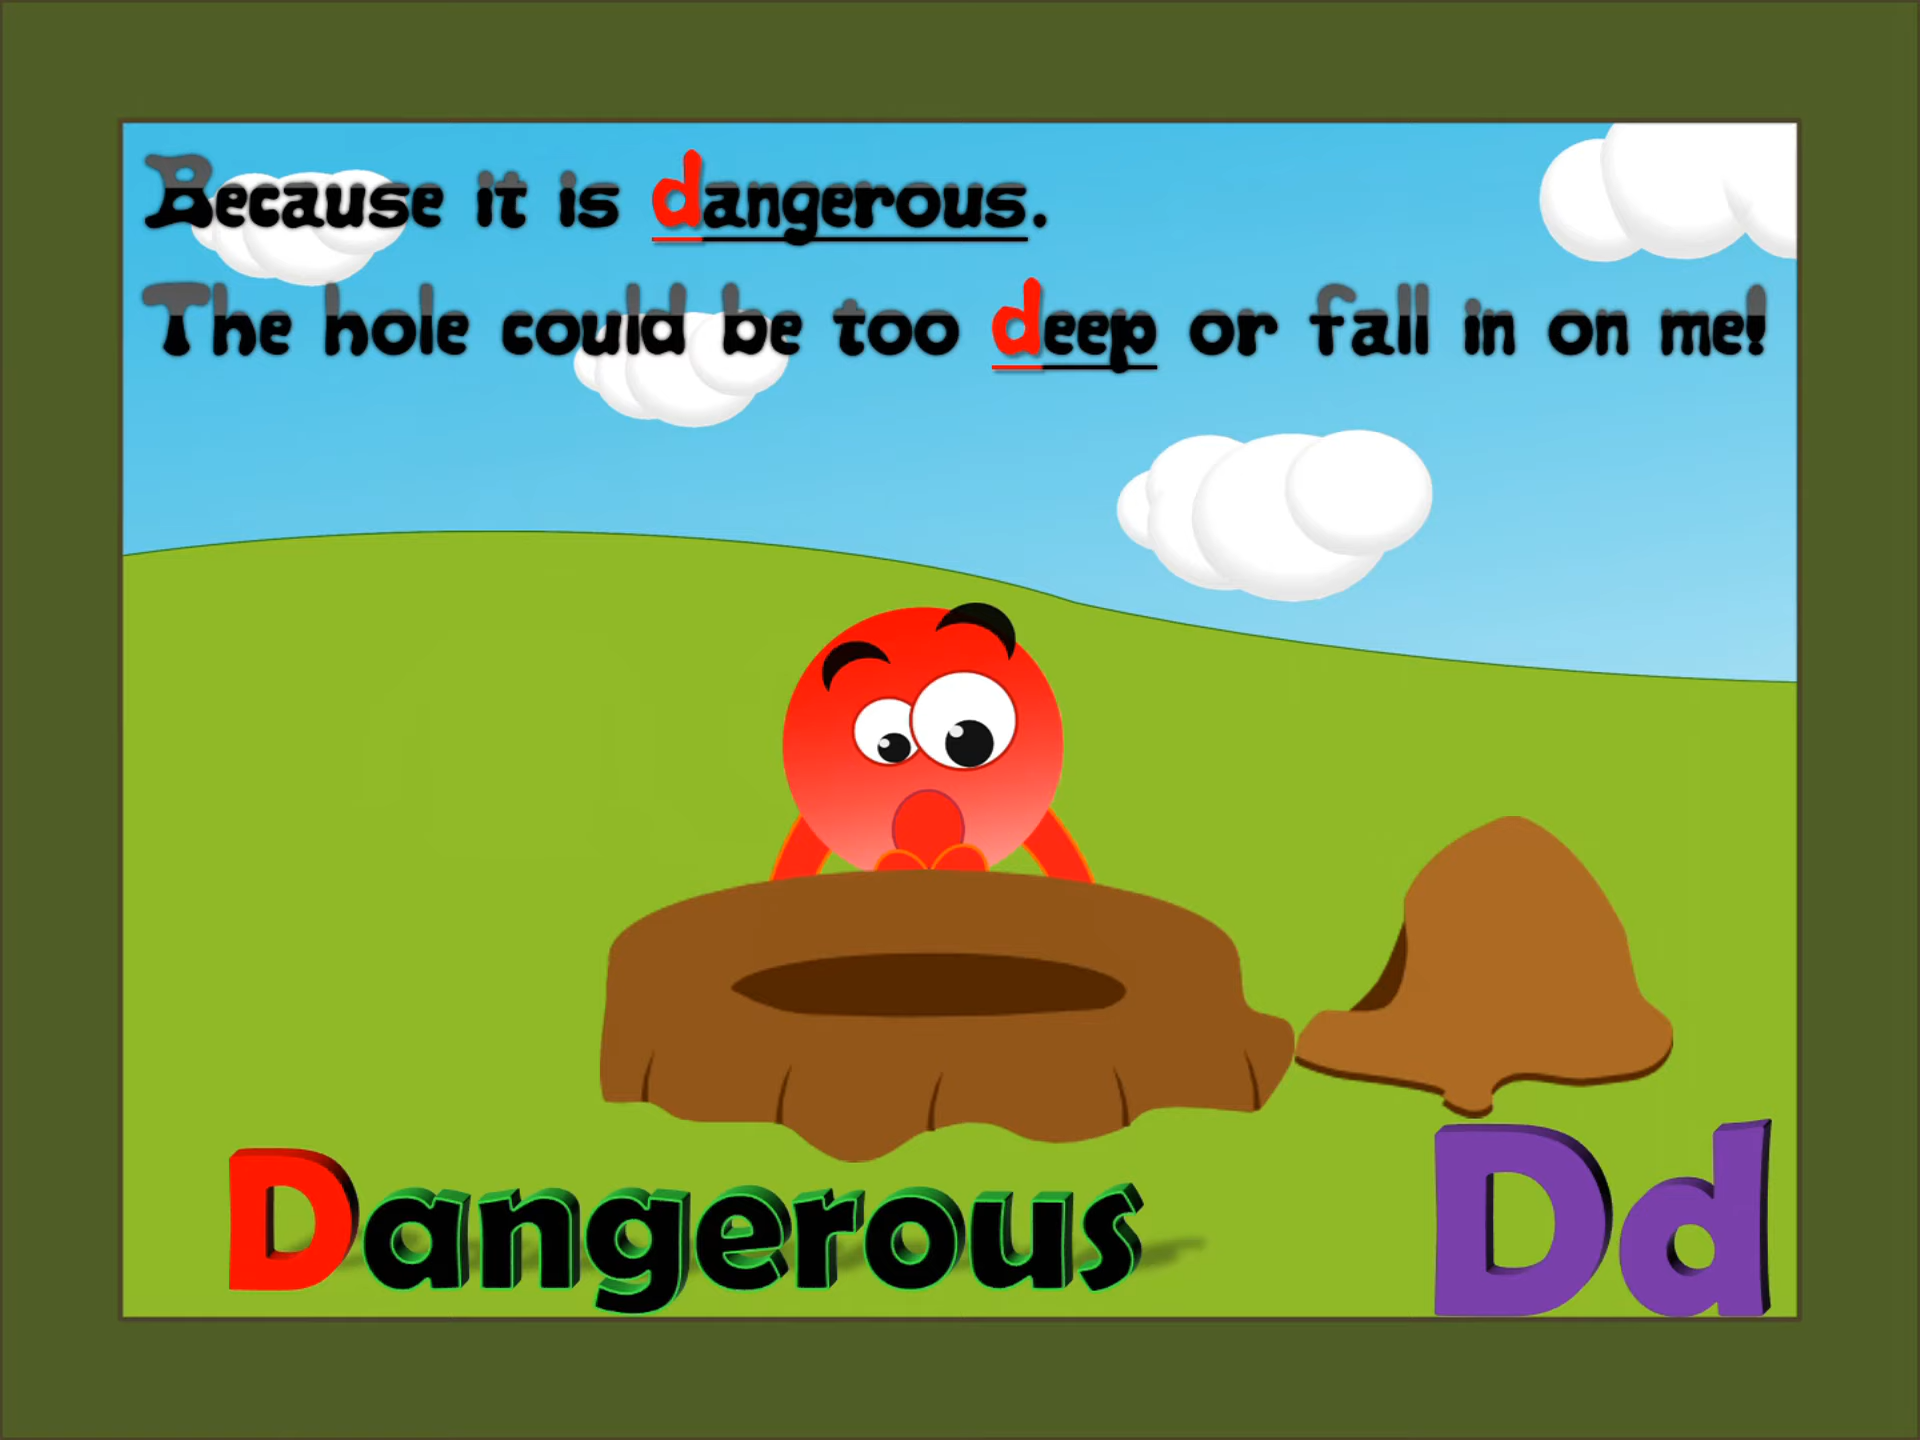 Because it is dangerous.
The hole could be too deep or fall in on me!
Dangerous
Dd